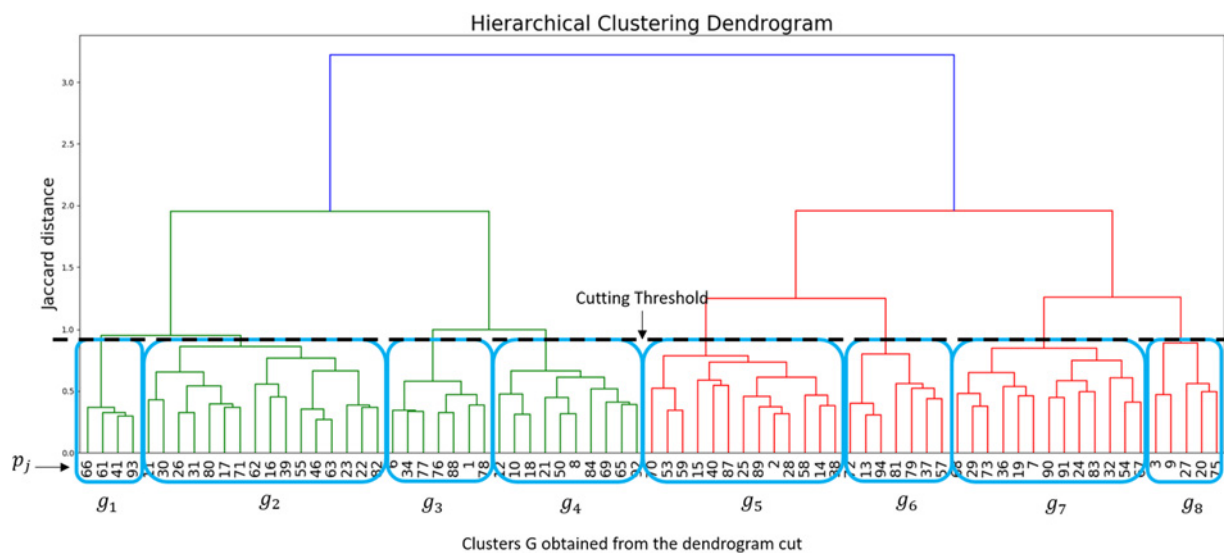 Hierarchical Clustering Dendrogram
Jaccard distance
3.0
2.5
2.0
1.5
1.0
0.5
0.0
Cutting Threshold
p_j
66 61 41 93 30 26 31 80 17 71 62 16 39 55 46 63 23 22 82 6 34 77 76 88 1 78 10 18 21 50 8 84 69 65 53 59 15 40 87 25 89 2 28 58 14 13 94 81 79 37 57 29 73 36 19 7 90 91 24 83 32 54 3 9 27 20 75
g_1 g_2 g_3 g_4 g_5 g_6 g_7 g_8
Clusters G obtained from the dendrogram cut